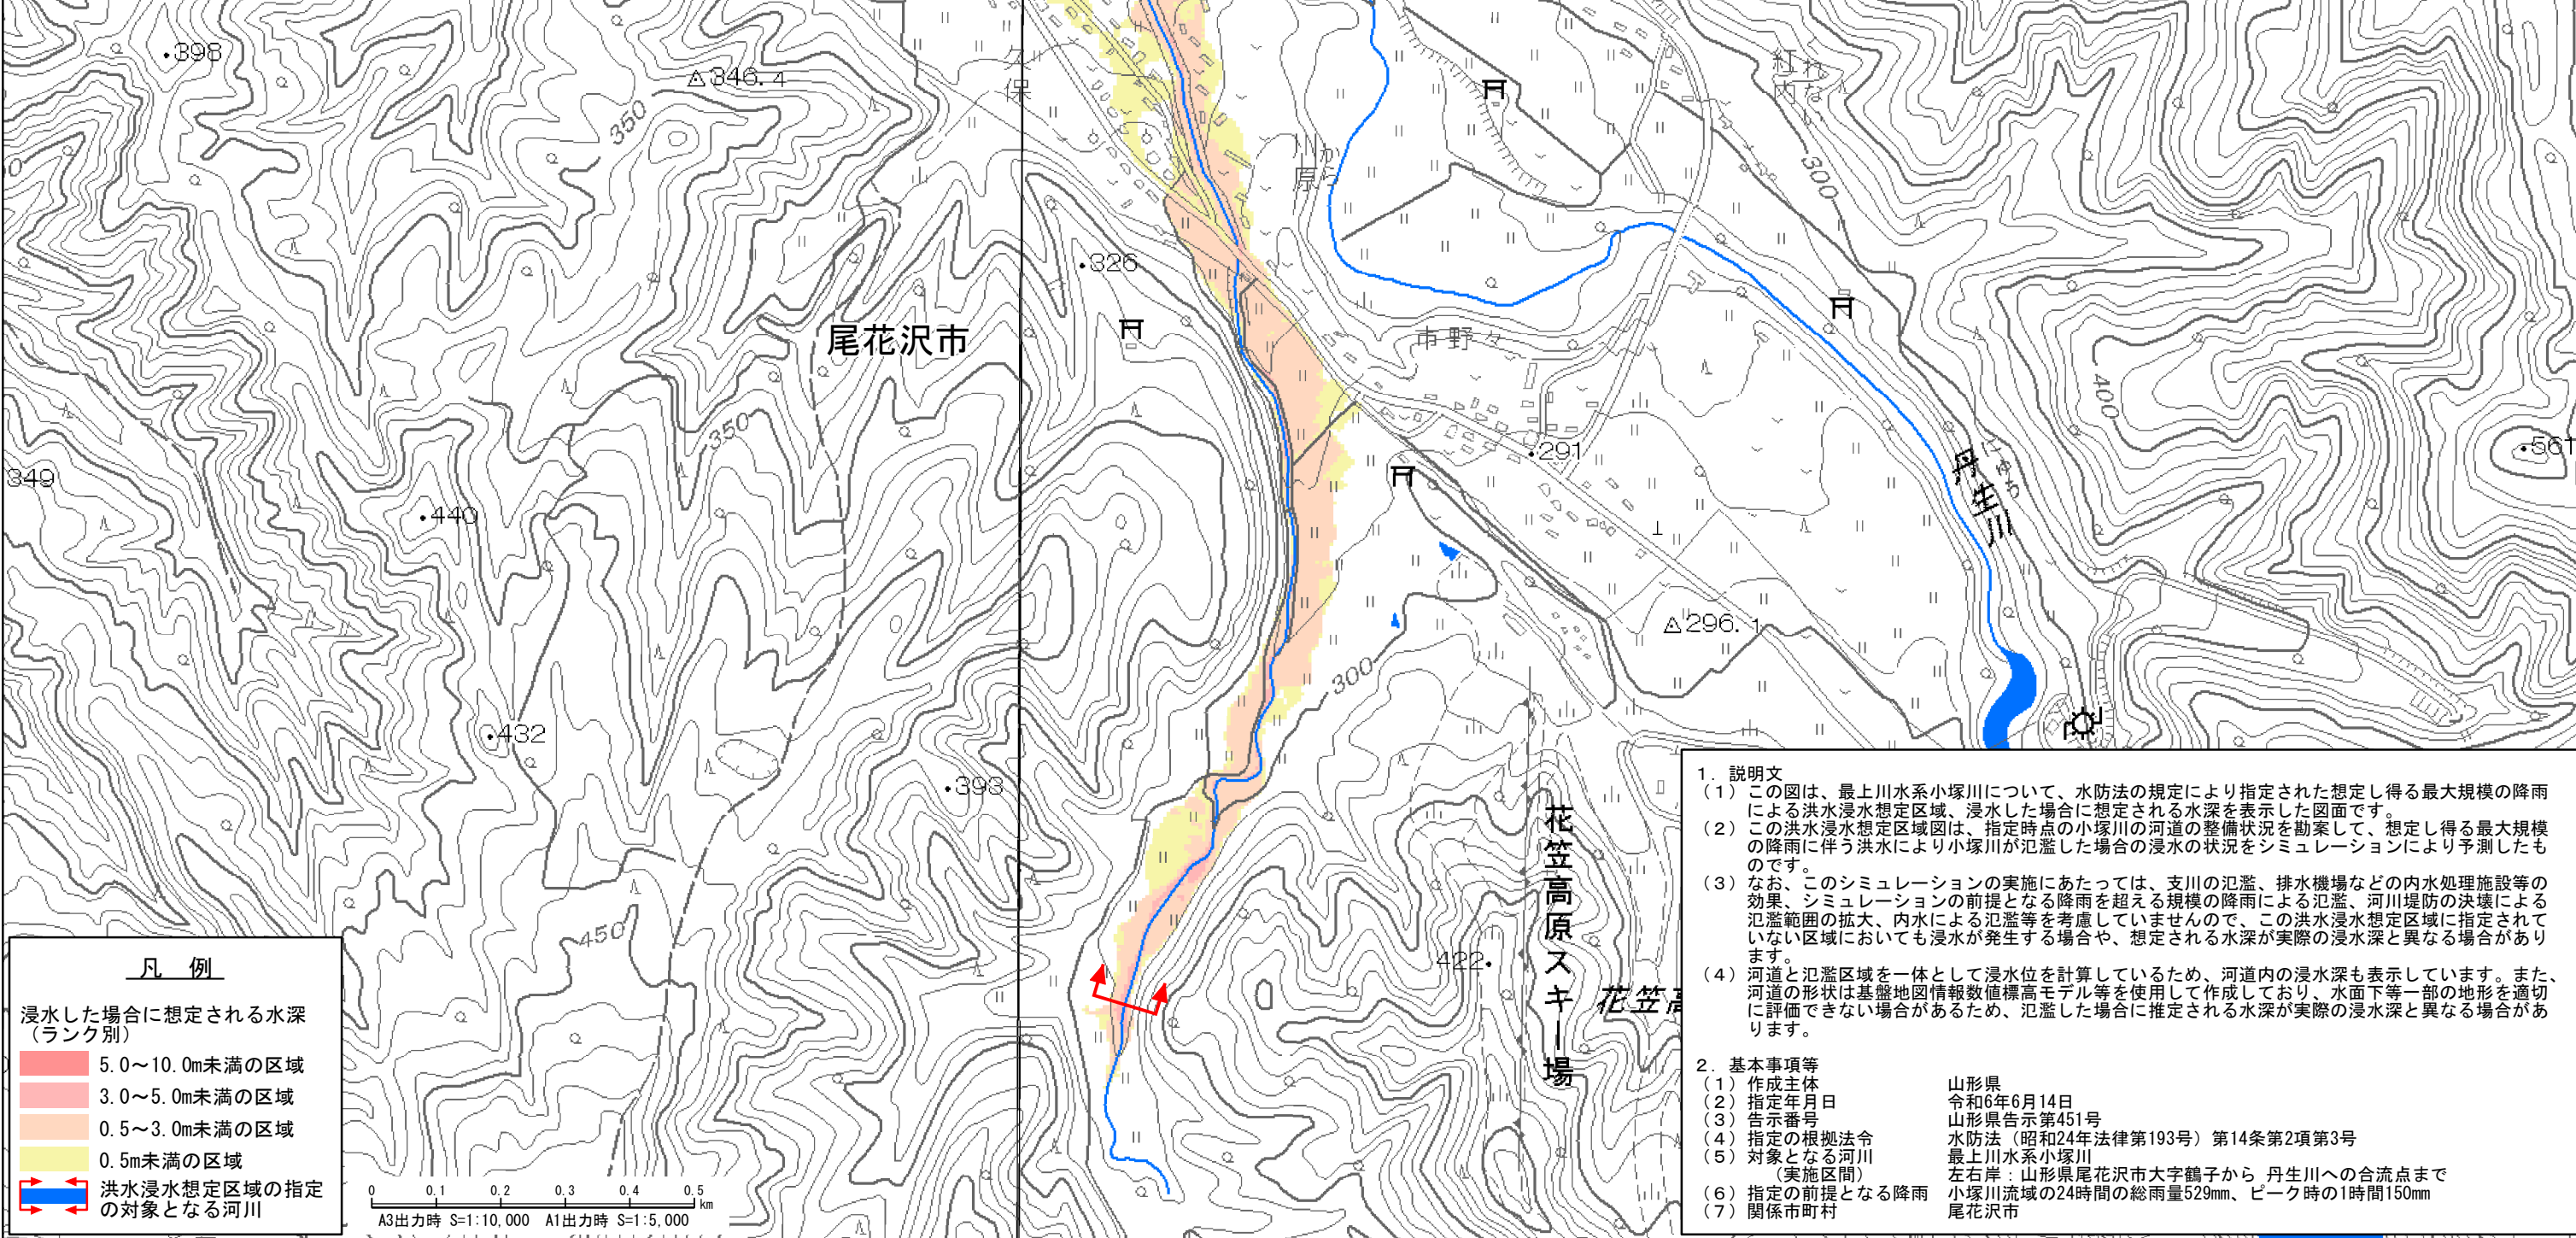 398
346.4
350
久保
川原
かわら
紅内
くれない
300
326
尾花沢市
市野々
350
400
561
349
440
291
丹生川
にゅうがわ
296.1
300
432
393
花笠高原スキー場
422
花笠高
450
凡 例
浸水した場合に想定される水深
（ランク別）
5.0～10.0m未満の区域
3.0～5.0m未満の区域
0.5～3.0m未満の区域
0.5m未満の区域
洪水浸水想定区域の指定
の対象となる河川
0 0.1 0.2 0.3 0.4 0.5
km
A3出力時 S=1:10,000 A1出力時 S=1:5,000
1. 説明文
（1）この図は、最上川水系小塚川について、水防法の規定により指定された想定し得る最大規模の降雨
による洪水浸水想定区域、浸水した場合に想定される水深を表示した図面です。
（2）この洪水浸水想定区域図は、指定時点の小塚川の河道の整備状況を勘案して、想定し得る最大規模
の降雨に伴う洪水により小塚川が氾濫した場合の浸水の状況をシミュレーションにより予測したも
のです。
（3）なお、このシミュレーションの実施にあたっては、支川の氾濫、排水機場などの内水処理施設等の
効果、シミュレーションの前提となる降雨を超える規模の降雨による氾濫、河川堤防の決壊による
氾濫範囲の拡大、内水による氾濫等を考慮していませんので、この洪水浸水想定区域に指定されて
いない区域においても浸水が発生する場合や、想定される水深が実際の浸水深と異なる場合があり
ます。
（4）河道と氾濫区域を一体として浸水位を計算しているため、河道内の浸水深も表示しています。また、
河道の形状は基盤地図情報数値標高モデル等を使用して作成しており、水面下等一部の地形を適切
に評価できない場合があるため、氾濫した場合に推定される水深が実際の浸水深と異なる場合があ
ります。
2. 基本事項等
（1）作成主体 山形県
（2）指定年月日 令和6年6月14日
（3）告示番号 山形県告示第451号
（4）指定の根拠法令 水防法（昭和24年法律第193号）第14条第2項第3号
（5）対象となる河川 最上川水系小塚川
（実施区間） 左右岸：山形県尾花沢市大字鶴子から 丹生川への合流点まで
（6）指定の前提となる降雨 小塚川流域の24時間の総雨量529mm、ピーク時の1時間150mm
（7）関係市町村 尾花沢市